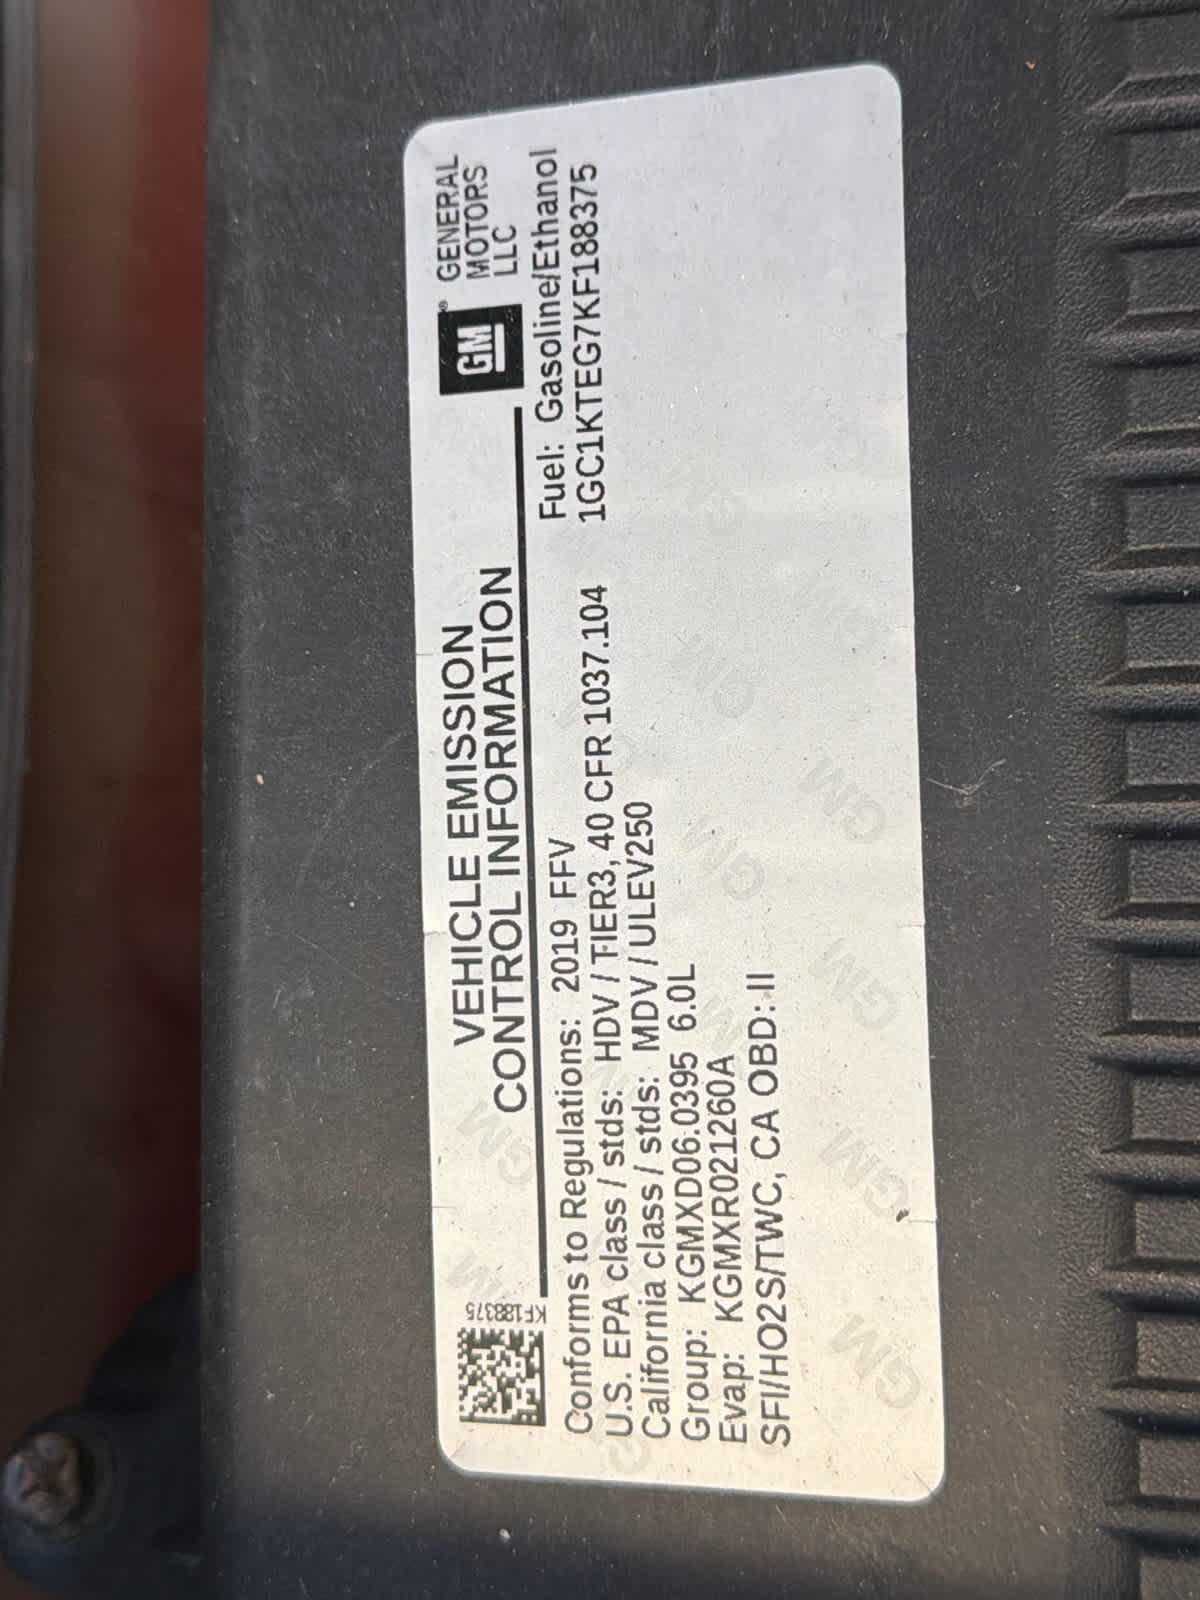 KF188375
VEHICLE EMISSION
CONTROL INFORMATION
GM®
GENERAL
MOTORS
LLC
Conforms to Regulations: 2019 FFV
Fuel: Gasoline/Ethanol
U.S. EPA class / stds: HDV / TIER3, 40 CFR 1037.104
1GC1KTEG7KF188375
California class / stds: MDV / ULEV250
Group: KGMXD06.0395 6.0L
Evap: KGMXR021260A
SFI/HO2S/TWC, CA OBD: II